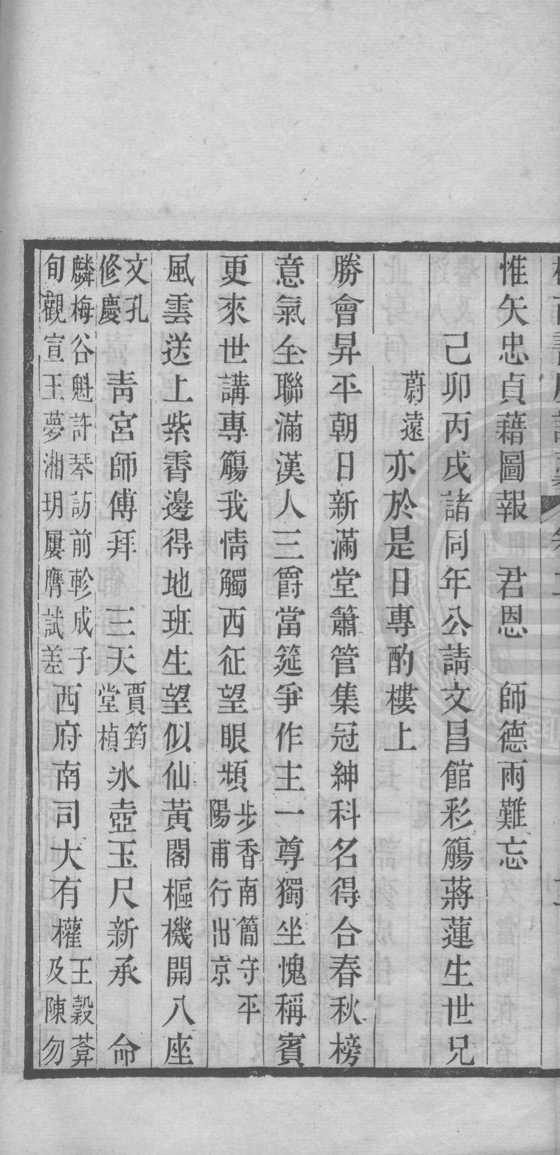 惟矢忠貞藉圖報　君恩　師德兩難忘
己卯丙戌諸同年公請文昌館彩觴蔣蓮生世兄
蔚遠亦於是日專酌樓上
勝會昇平朝日新滿堂簫管集冠紳科名得合春秋榜
意氣全聯滿漢人三爵當筵爭作主一尊獨坐愧稱賓
更來世講專觴我情觸西征望眼頻步香南簡守平陽甫行出京
風雲送上紫香邊得地班生望似仙黃閣樞機開八座
文孔修慶　青宮師傅拜　三天賈筠堂楨氷壺玉尺新承　命
麟梅谷魁許琴訪前軫成子旬觀宣王夢湘玥屢膺試差西府南司大有權王穀葊及陳勿